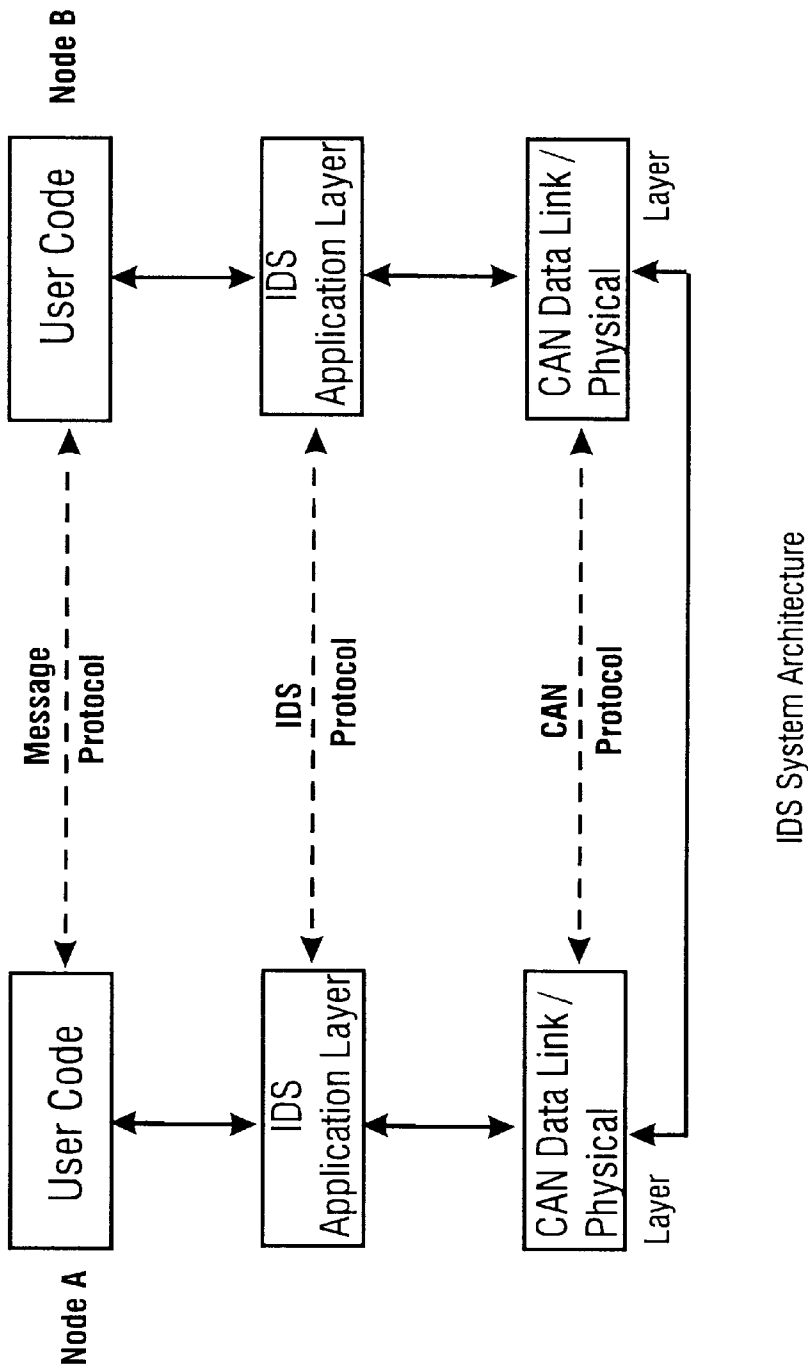 Node A
User Code
Message
Protocol
User Code
Node B
IDS
Application Layer
IDS
Protocol
IDS
Application Layer
CAN Data Link /
Physical
Layer
CAN
Protocol
CAN Data Link /
Physical
Layer
IDS System Architecture